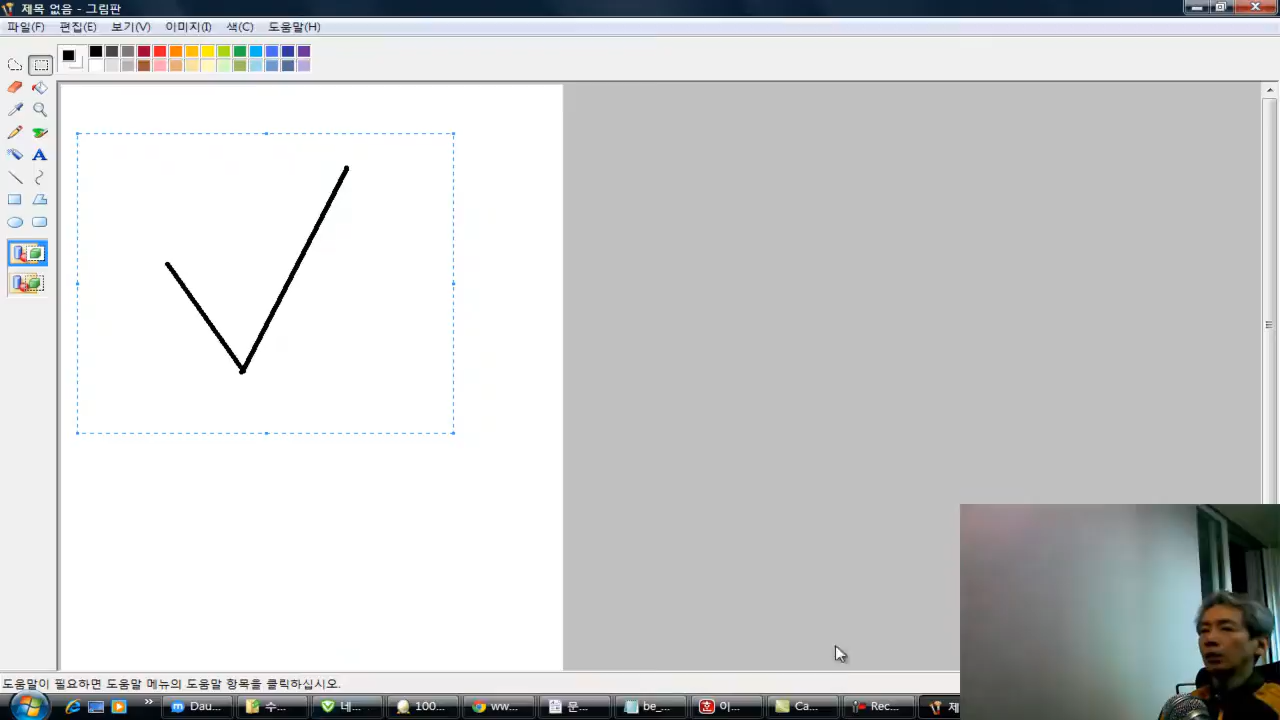 제목 없음 - 그림판
파일(F) 편집(E) 보기(V) 이미지(I) 색(C) 도움말(H)
A
도움말이 필요하면 도움말 메뉴의 도움말 항목을 클릭하십시오.
» Dau... 수... 네... 100... ww... 문... be_... 이... Ca... Rec... 제